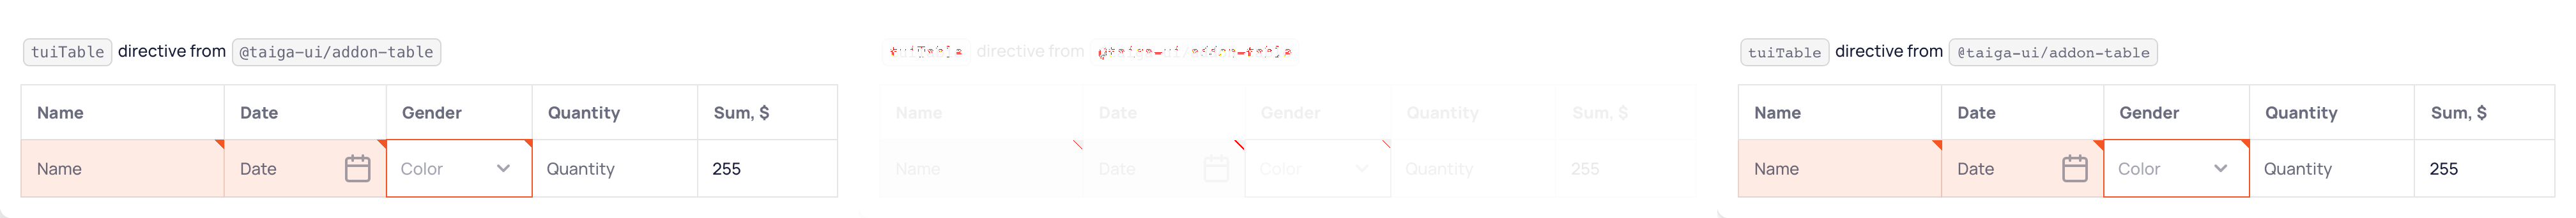 tuiTable directive from @taiga-ui/addon-table
Name Date Gender Quantity Sum, $
Name Date Color Quantity 255
tuiTable directive from @taiga-ui/addon-table
Name Date Gender Quantity Sum, $
Name Date Color Quantity 255
tuiTable directive from @taiga-ui/addon-table
Name Date Gender Quantity Sum, $
Name Date Color Quantity 255